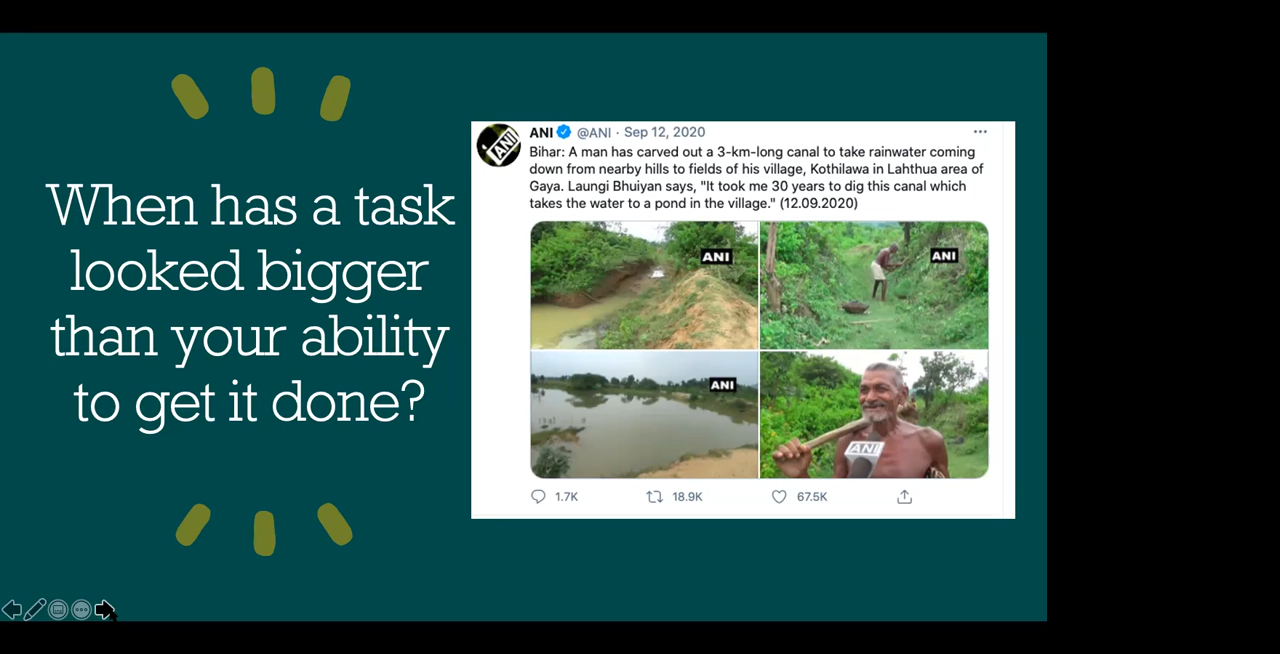 When has a task
looked bigger
than your ability
to get it done?
ANI @ANI · Sep 12, 2020
Bihar: A man has carved out a 3-km-long canal to take rainwater coming
down from nearby hills to fields of his village, Kothilawa in Lahthua area of
Gaya. Laungi Bhuiyan says, "It took me 30 years to dig this canal which
takes the water to a pond in the village." (12.09.2020)
ANI
ANI
ANI
ANI
ANI
1.7K 18.9K 67.5K